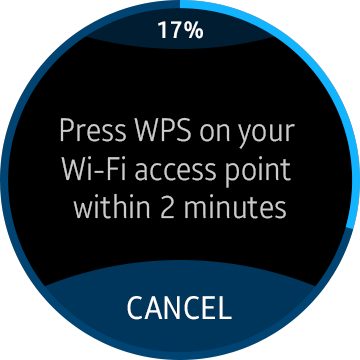 17%
Press WPS on your
Wi-Fi access point
within 2 minutes
CANCEL